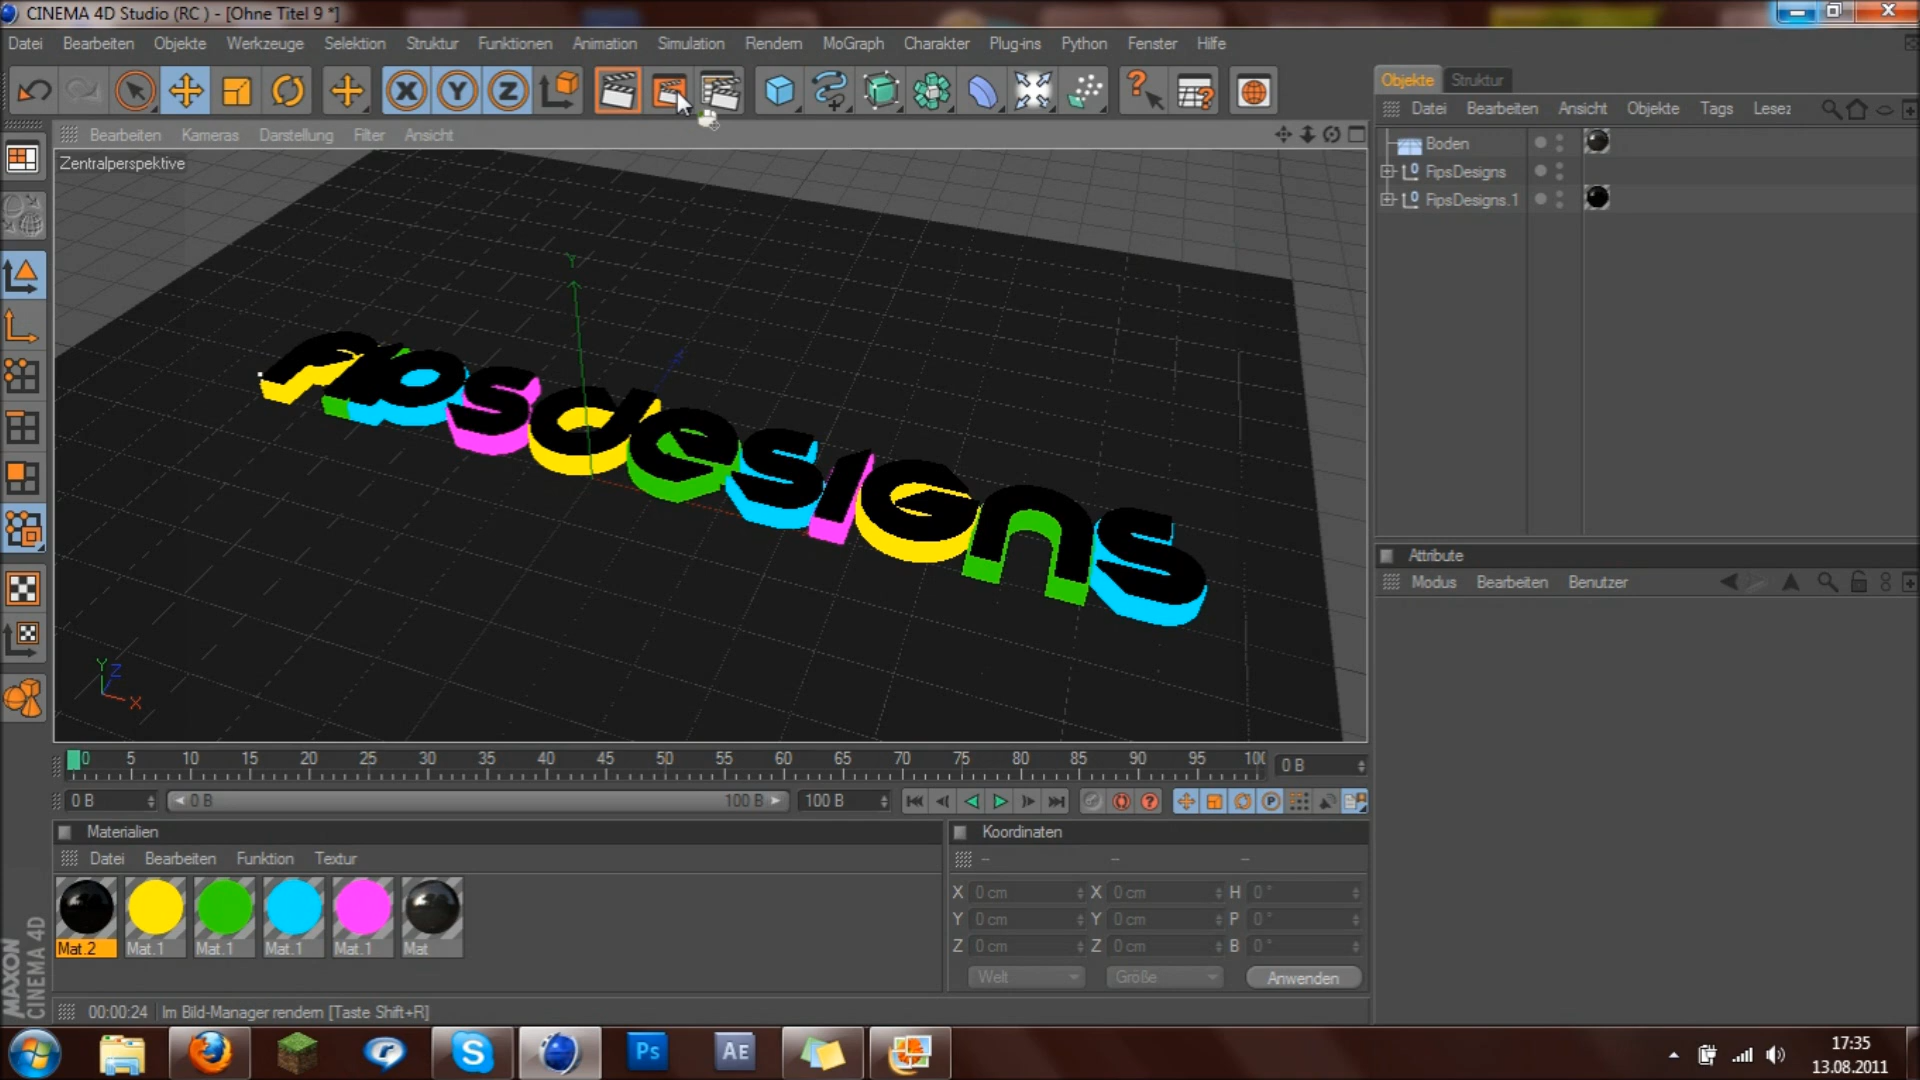 CINEMA 4D Studio (RC ) - [Ohne Titel 9 *]
Datei Bearbeiten Objekte Werkzeuge Selektion Struktur Funktionen Animation Simulation Rendern MoGraph Charakter Plug-ins Python Fenster Hilfe
X Y Z
Objekte Struktur
Datei Bearbeiten Ansicht Objekte Tags Lesez
Bearbeiten Kameras Darstellung Filter Ansicht
Zentralperspektive
Boden
FipsDesigns
FipsDesigns.1
Y
fipsdesigns
Y Z X
Attribute
Modus Bearbeiten Benutzer
0 5 10 15 20 25 30 35 40 45 50 55 60 65 70 75 80 85 90 95 100
0 B
0 B 0 B 100 B 100 B
Materialien
Datei Bearbeiten Funktion Textur
Mat.2 Mat.1 Mat.1 Mat.1 Mat.1 Mat
Koordinaten
-- -- --
X 0 cm X 0 cm H 0 °
Y 0 cm Y 0 cm P 0 °
Z 0 cm Z 0 cm B 0 °
Welt Größe Anwenden
MAXON
CINEMA 4D
00:00:24 Im Bild-Manager rendern [Taste Shift+R]
S Ps AE
17:35
13.08.2011